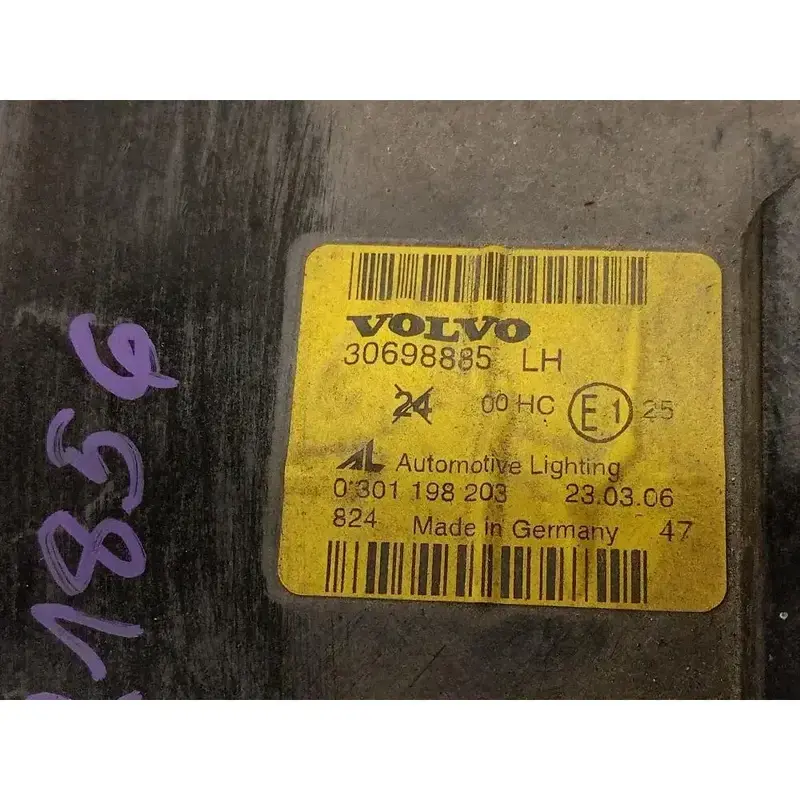 VOLVO
30698885 LH
24 00 HC E1 25
AL Automotive Lighting
0 301 198 203 23.03.06
824 Made in Germany 47
1856